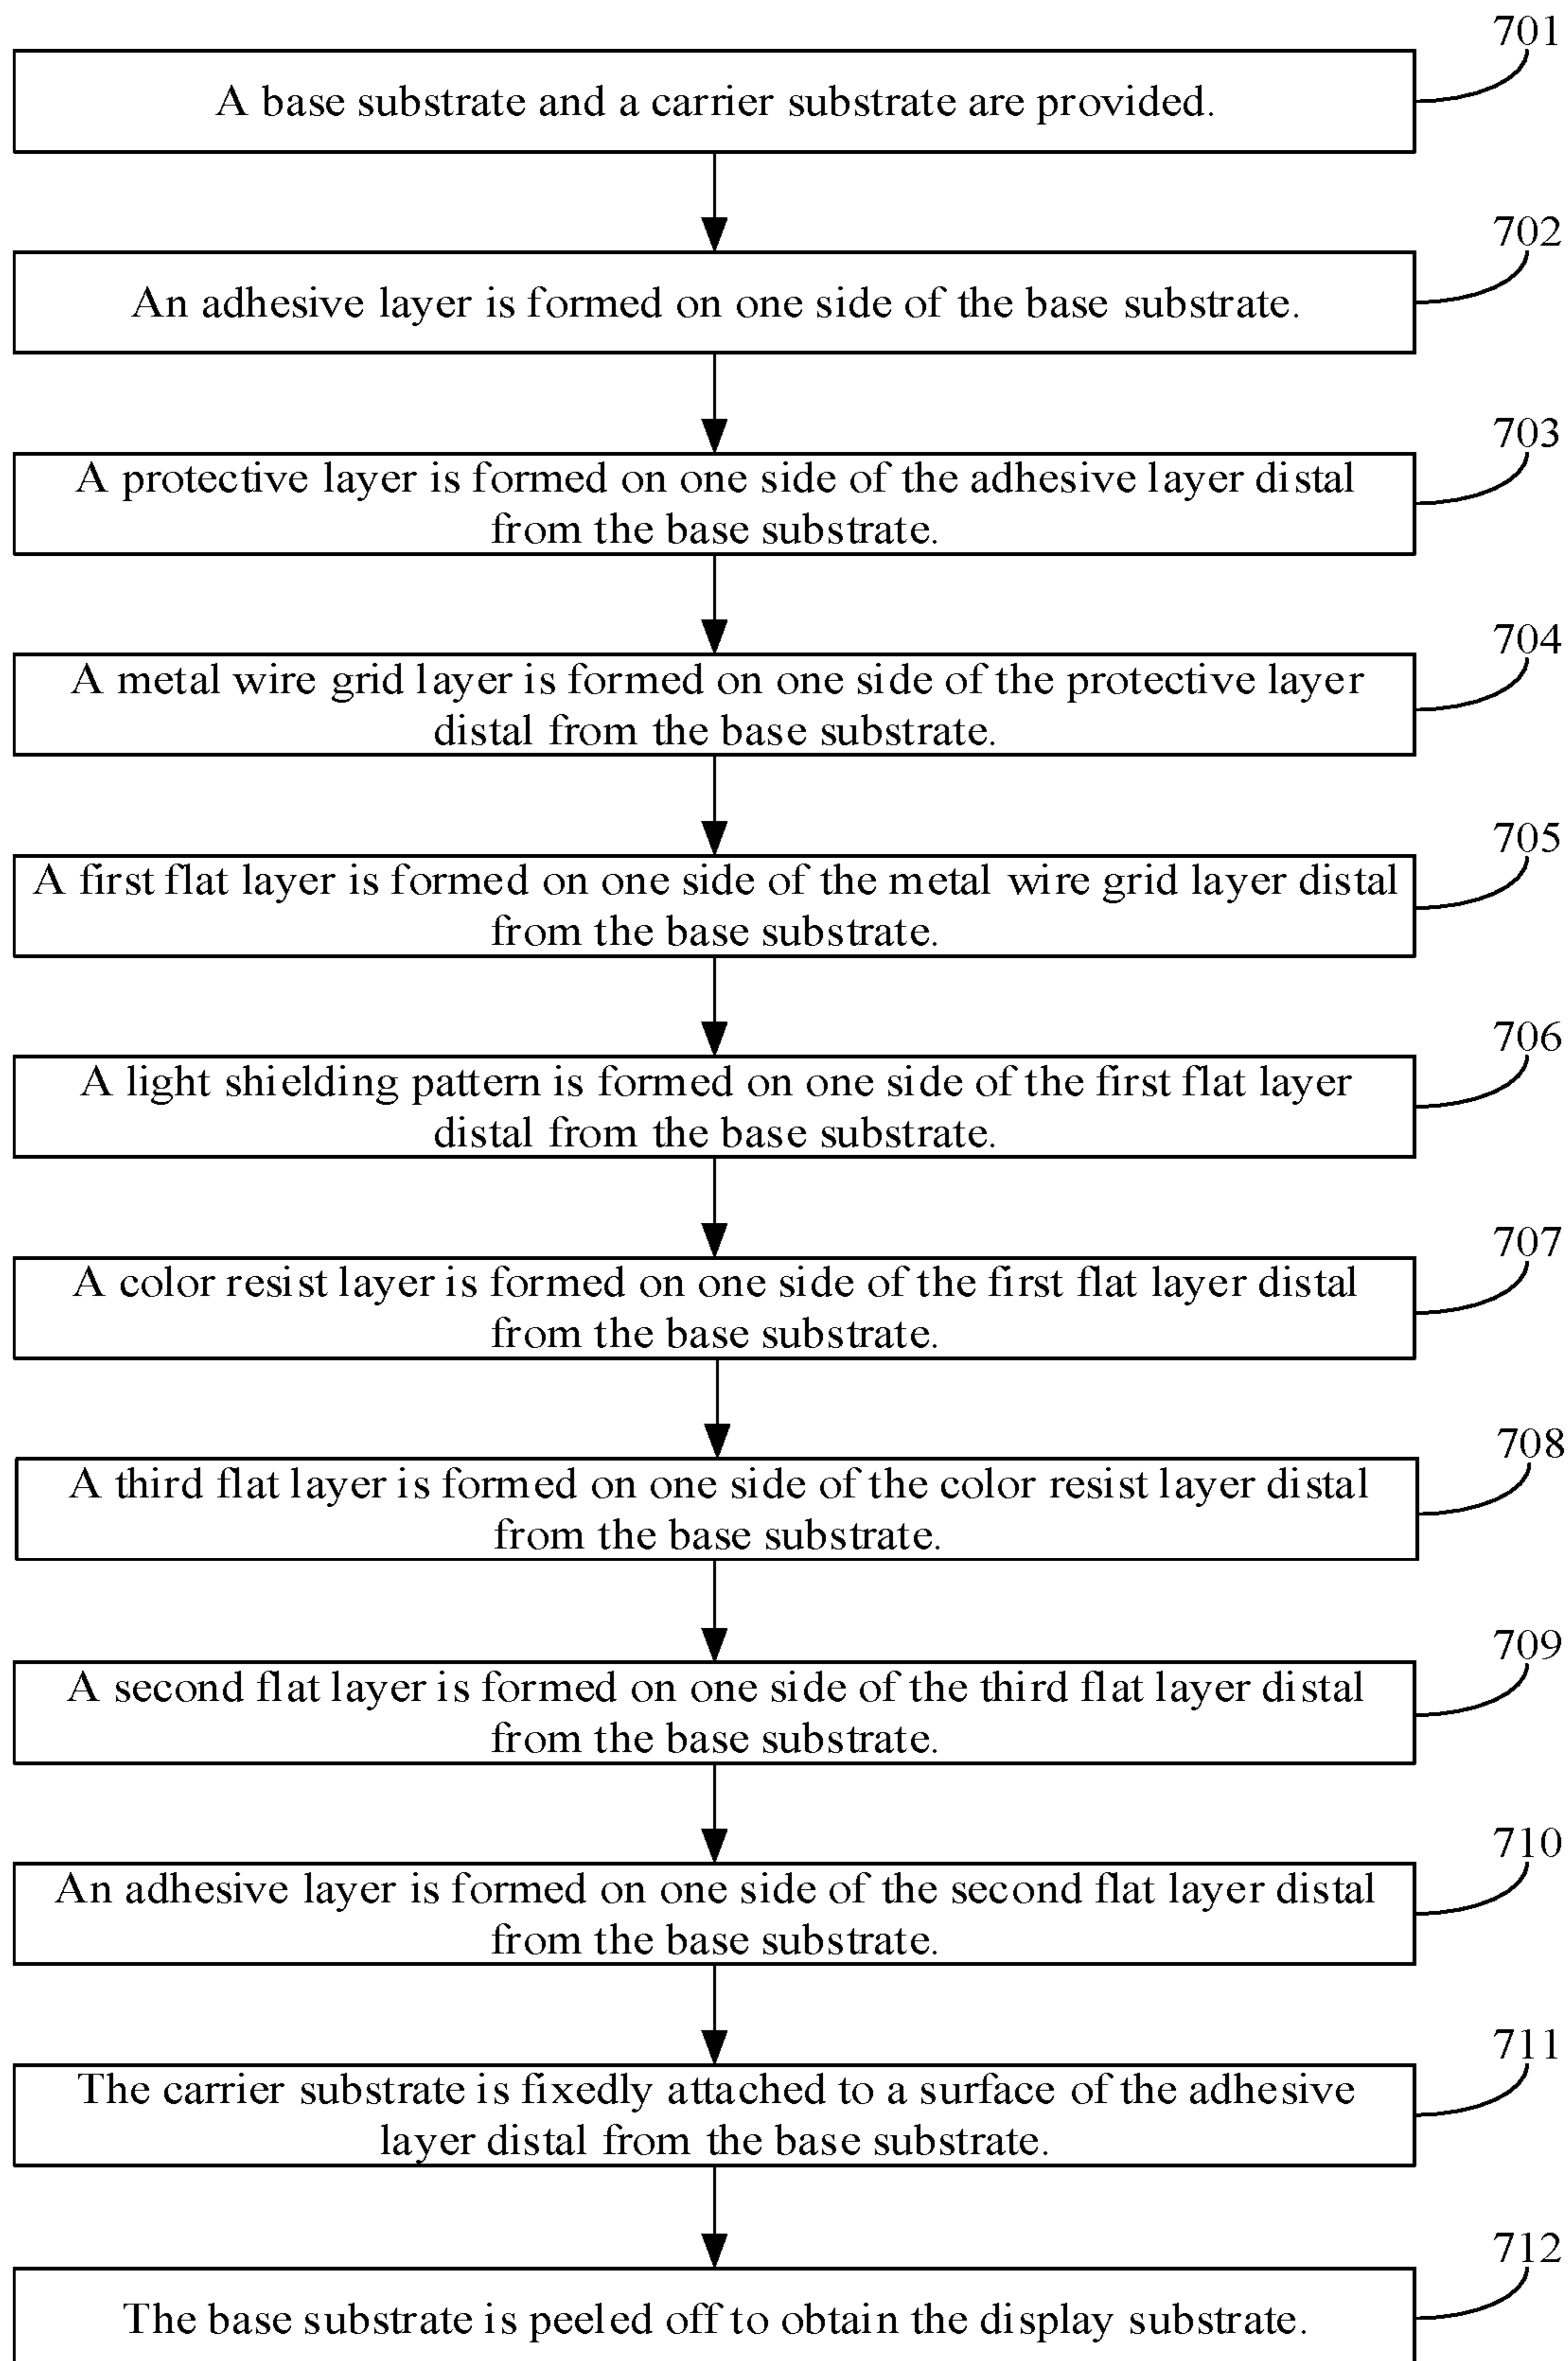 701
A base substrate and a carrier substrate are provided.
702
An adhesive layer is formed on one side of the base substrate.
703
A protective layer is formed on one side of the adhesive layer distal
from the base substrate.
704
A metal wire grid layer is formed on one side of the protective layer
distal from the base substrate.
705
A first flat layer is formed on one side of the metal wire grid layer distal
from the base substrate.
706
A light shielding pattern is formed on one side of the first flat layer
distal from the base substrate.
707
A color resist layer is formed on one side of the first flat layer distal
from the base substrate.
708
A third flat layer is formed on one side of the color resist layer distal
from the base substrate.
709
A second flat layer is formed on one side of the third flat layer distal
from the base substrate.
710
An adhesive layer is formed on one side of the second flat layer distal
from the base substrate.
711
The carrier substrate is fixedly attached to a surface of the adhesive
layer distal from the base substrate.
712
The base substrate is peeled off to obtain the display substrate.